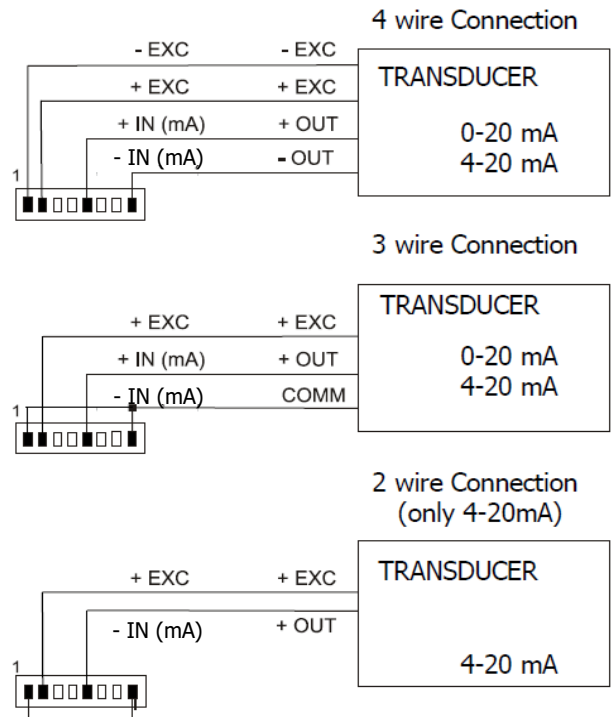 4 wire Connection
- EXC - EXC
TRANSDUCER
+ EXC + EXC
+ IN (mA) + OUT
0-20 mA
- IN (mA) - OUT
4-20 mA
1
3 wire Connection
TRANSDUCER
+ EXC + EXC
+ IN (mA) + OUT
0-20 mA
4-20 mA
- IN (mA) COMM
1
2 wire Connection
(only 4-20mA)
TRANSDUCER
+ EXC + EXC
- IN (mA) + OUT
4-20 mA
1